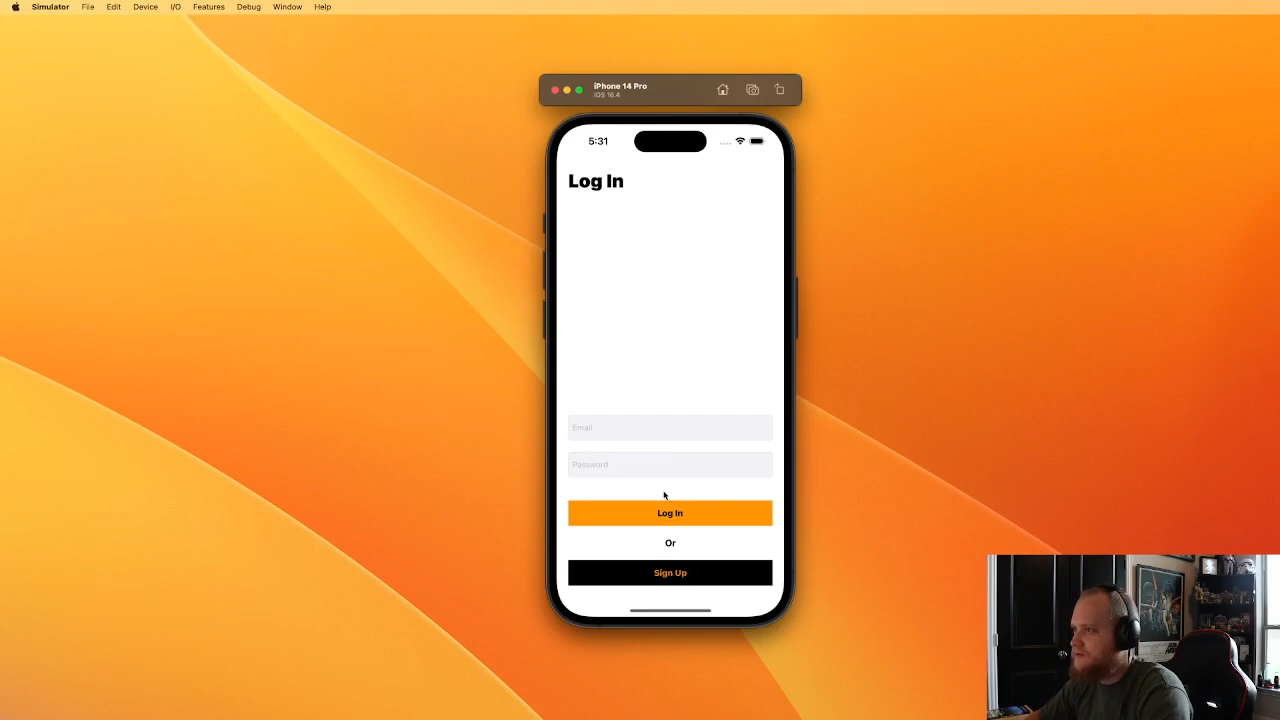 Simulator File Edit Device I/O Features Debug Window Help
iPhone 14 Pro
iOS 16.4
5:31
Log In
Email
Password
Log In
Or
Sign Up